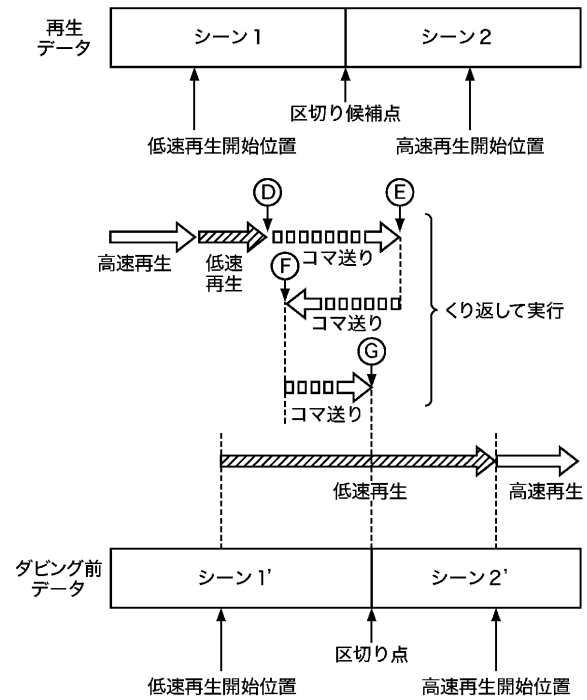 再生
データ
シーン1
シーン2
区切り候補点
低速再生開始位置
高速再生開始位置
D
E
高速再生
低速
再生
コマ送り
F
コマ送り
くり返して実行
G
コマ送り
低速再生
高速再生
ダビング前
データ
シーン1'
シーン2'
区切り点
低速再生開始位置
高速再生開始位置